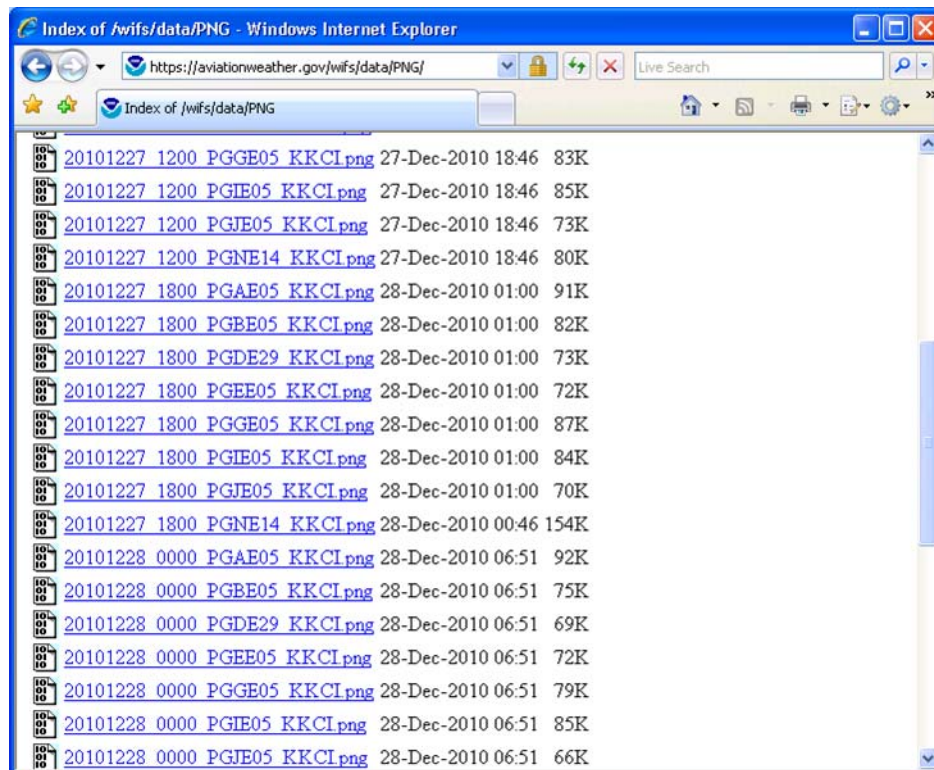 Index of /wifs/data/PNG - Windows Internet Explorer
https://aviationweather.gov/wifs/data/PNG/
Live Search
Index of /wifs/data/PNG
20101227_1200_PGGE05_KKCI.png 27-Dec-2010 18:46 83K
20101227_1200_PGIE05_KKCI.png 27-Dec-2010 18:46 85K
20101227_1200_PGJE05_KKCI.png 27-Dec-2010 18:46 73K
20101227_1200_PGNE14_KKCI.png 27-Dec-2010 18:46 80K
20101227_1800_PGAE05_KKCI.png 28-Dec-2010 01:00 91K
20101227_1800_PGBE05_KKCI.png 28-Dec-2010 01:00 82K
20101227_1800_PGDE29_KKCI.png 28-Dec-2010 01:00 73K
20101227_1800_PGEE05_KKCI.png 28-Dec-2010 01:00 72K
20101227_1800_PGGE05_KKCI.png 28-Dec-2010 01:00 87K
20101227_1800_PGIE05_KKCI.png 28-Dec-2010 01:00 84K
20101227_1800_PGJE05_KKCI.png 28-Dec-2010 01:00 70K
20101227_1800_PGNE14_KKCI.png 28-Dec-2010 00:46 154K
20101228_0000_PGAE05_KKCI.png 28-Dec-2010 06:51 92K
20101228_0000_PGBE05_KKCI.png 28-Dec-2010 06:51 75K
20101228_0000_PGDE29_KKCI.png 28-Dec-2010 06:51 69K
20101228_0000_PGEE05_KKCI.png 28-Dec-2010 06:51 72K
20101228_0000_PGGE05_KKCI.png 28-Dec-2010 06:51 79K
20101228_0000_PGIE05_KKCI.png 28-Dec-2010 06:51 85K
20101228_0000_PGJE05_KKCI.png 28-Dec-2010 06:51 66K